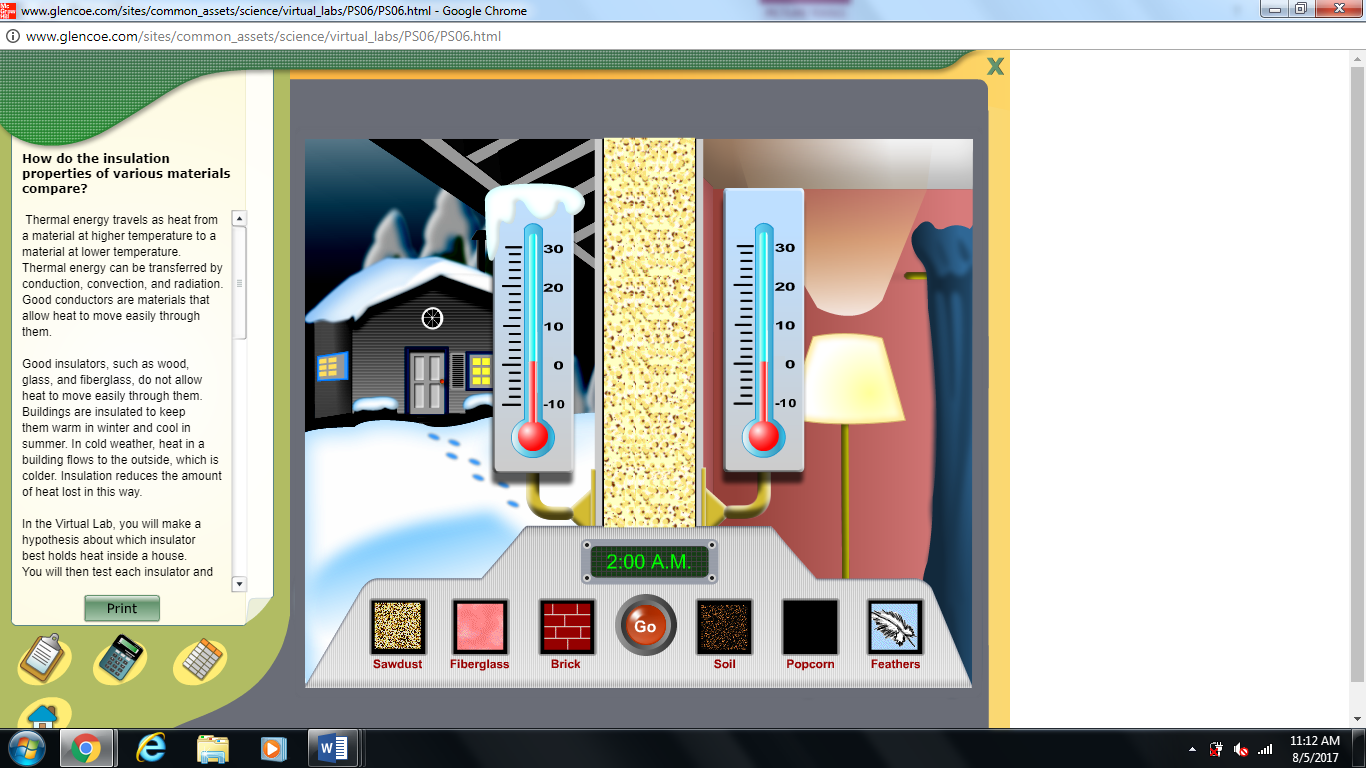 Mc
Graw
Hill
www.glencoe.com/sites/common_assets/science/virtual_labs/PS06/PS06.html - Google Chrome
www.glencoe.com/sites/common_assets/science/virtual_labs/PS06/PS06.html
X
How do the insulation
properties of various materials
compare?
Thermal energy travels as heat from
a material at higher temperature to a
material at lower temperature.
Thermal energy can be transferred by
conduction, convection, and radiation.
Good conductors are materials that
allow heat to move easily through
them.
Good insulators, such as wood,
glass, and fiberglass, do not allow
heat to move easily through them.
Buildings are insulated to keep
them warm in winter and cool in
summer. In cold weather, heat in a
building flows to the outside, which is
colder. Insulation reduces the amount
of heat lost in this way.
In the Virtual Lab, you will make a
hypothesis about which insulator
best holds heat inside a house.
You will then test each insulator and
Print
30
20
10
0
-10
30
20
10
0
-10
2:00 A.M.
Go
Sawdust
Fiberglass
Brick
Soil
Popcorn
Feathers
11:12 AM
8/5/2017